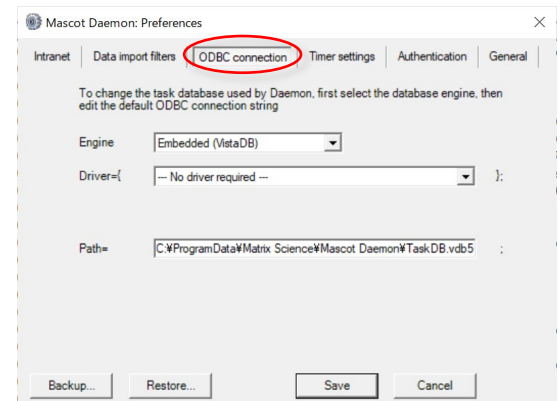 Mascot Daemon: Preferences
Intranet
Data import filters
ODBC connection
Timer settings
Authentication
General
To change the task database used by Daemon, first select the database engine, then
edit the default ODBC connection string
Engine
Embedded (VistaDB)
Driver={
--- No driver required ---
};
Path=
C:¥ProgramData¥Matrix Science¥Mascot Daemon¥TaskDB.vdb5
;
Backup...
Restore...
Save
Cancel